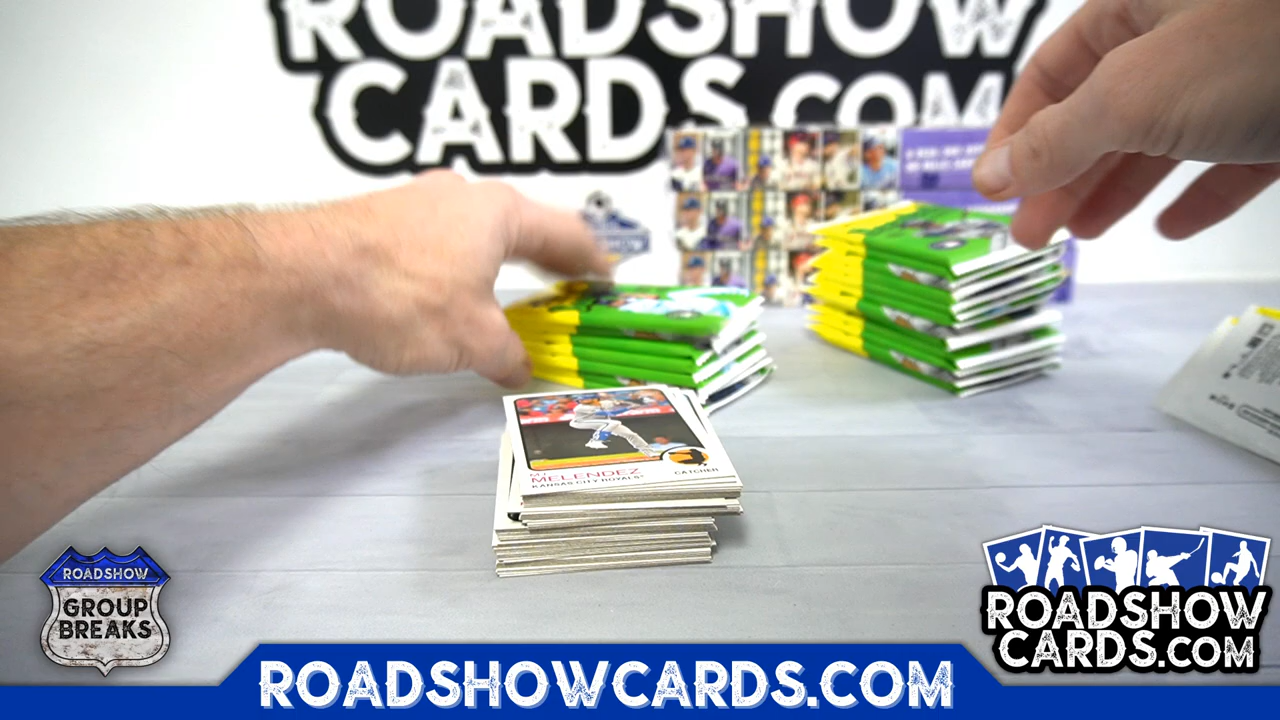 ROADSHOW
CARDS.COM
MELENDEZ
CATCHER
KANSAS CITY ROYALS
ROADSHOW
GROUP
BREAKS
ROADSHOW
CARDS.COM
ROADSHOWCARDS.COM